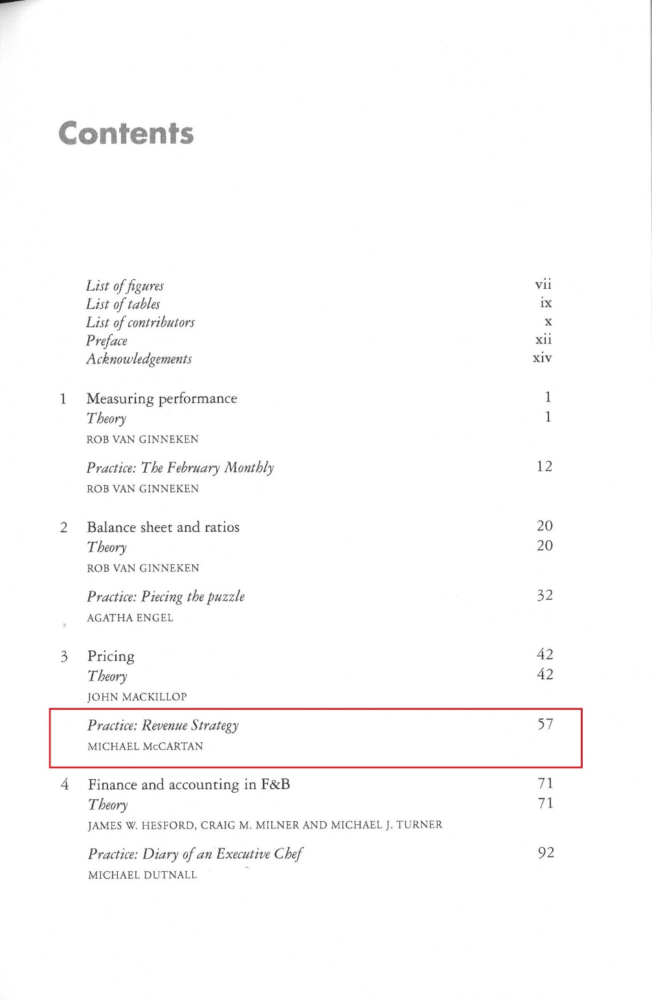 Contents
List of figures vii
List of tables ix
List of contributors x
Preface xii
Acknowledgements xiv
1 Measuring performance 1
Theory 1
ROB VAN GINNEKEN
Practice: The February Monthly 12
ROB VAN GINNEKEN
2 Balance sheet and ratios 20
Theory 20
ROB VAN GINNEKEN
Practice: Piecing the puzzle 32
AGATHA ENGEL
3 Pricing 42
Theory 42
JOHN MACKILLOP
Practice: Revenue Strategy 57
MICHAEL McCARTAN
4 Finance and accounting in F&B 71
Theory 71
JAMES W. HESFORD, CRAIG M. MILNER AND MICHAEL J. TURNER
Practice: Diary of an Executive Chef 92
MICHAEL DUTNALL